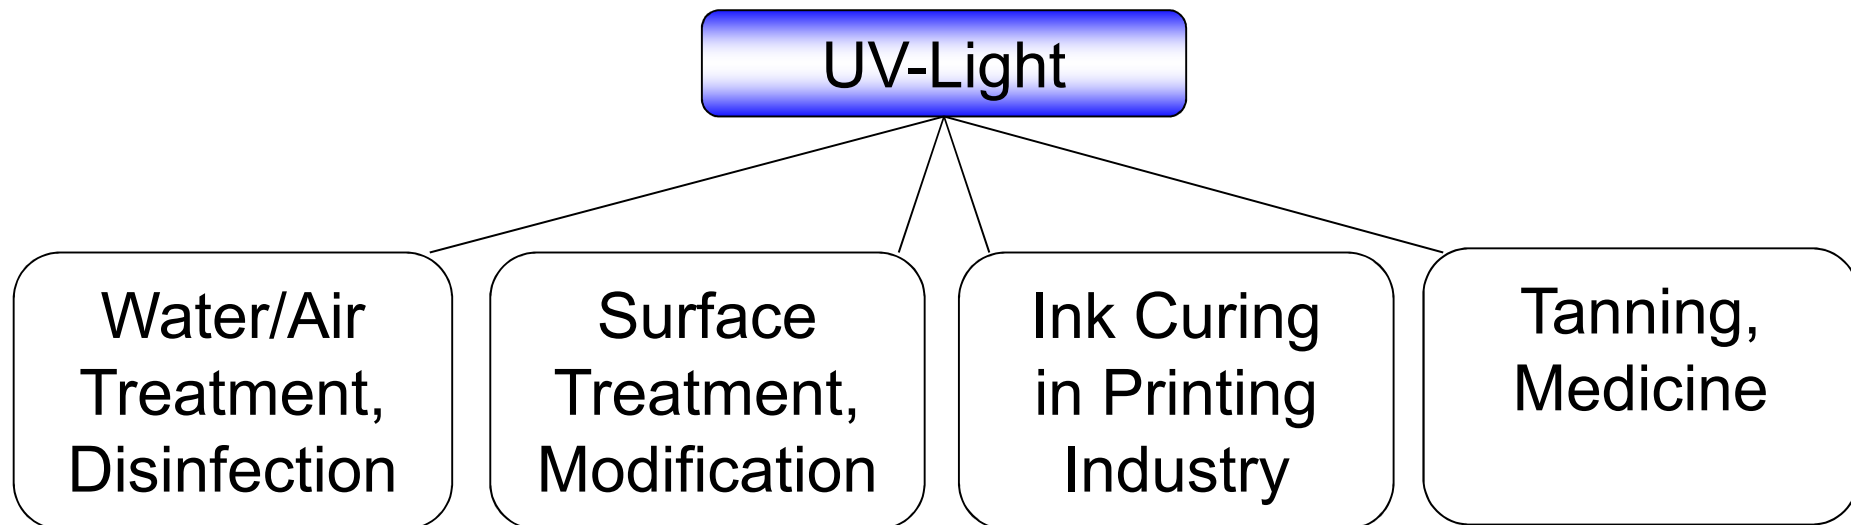 UV-Light
Water/Air
Treatment,
Disinfection
Surface
Treatment,
Modification
Ink Curing
in Printing
Industry
Tanning,
Medicine